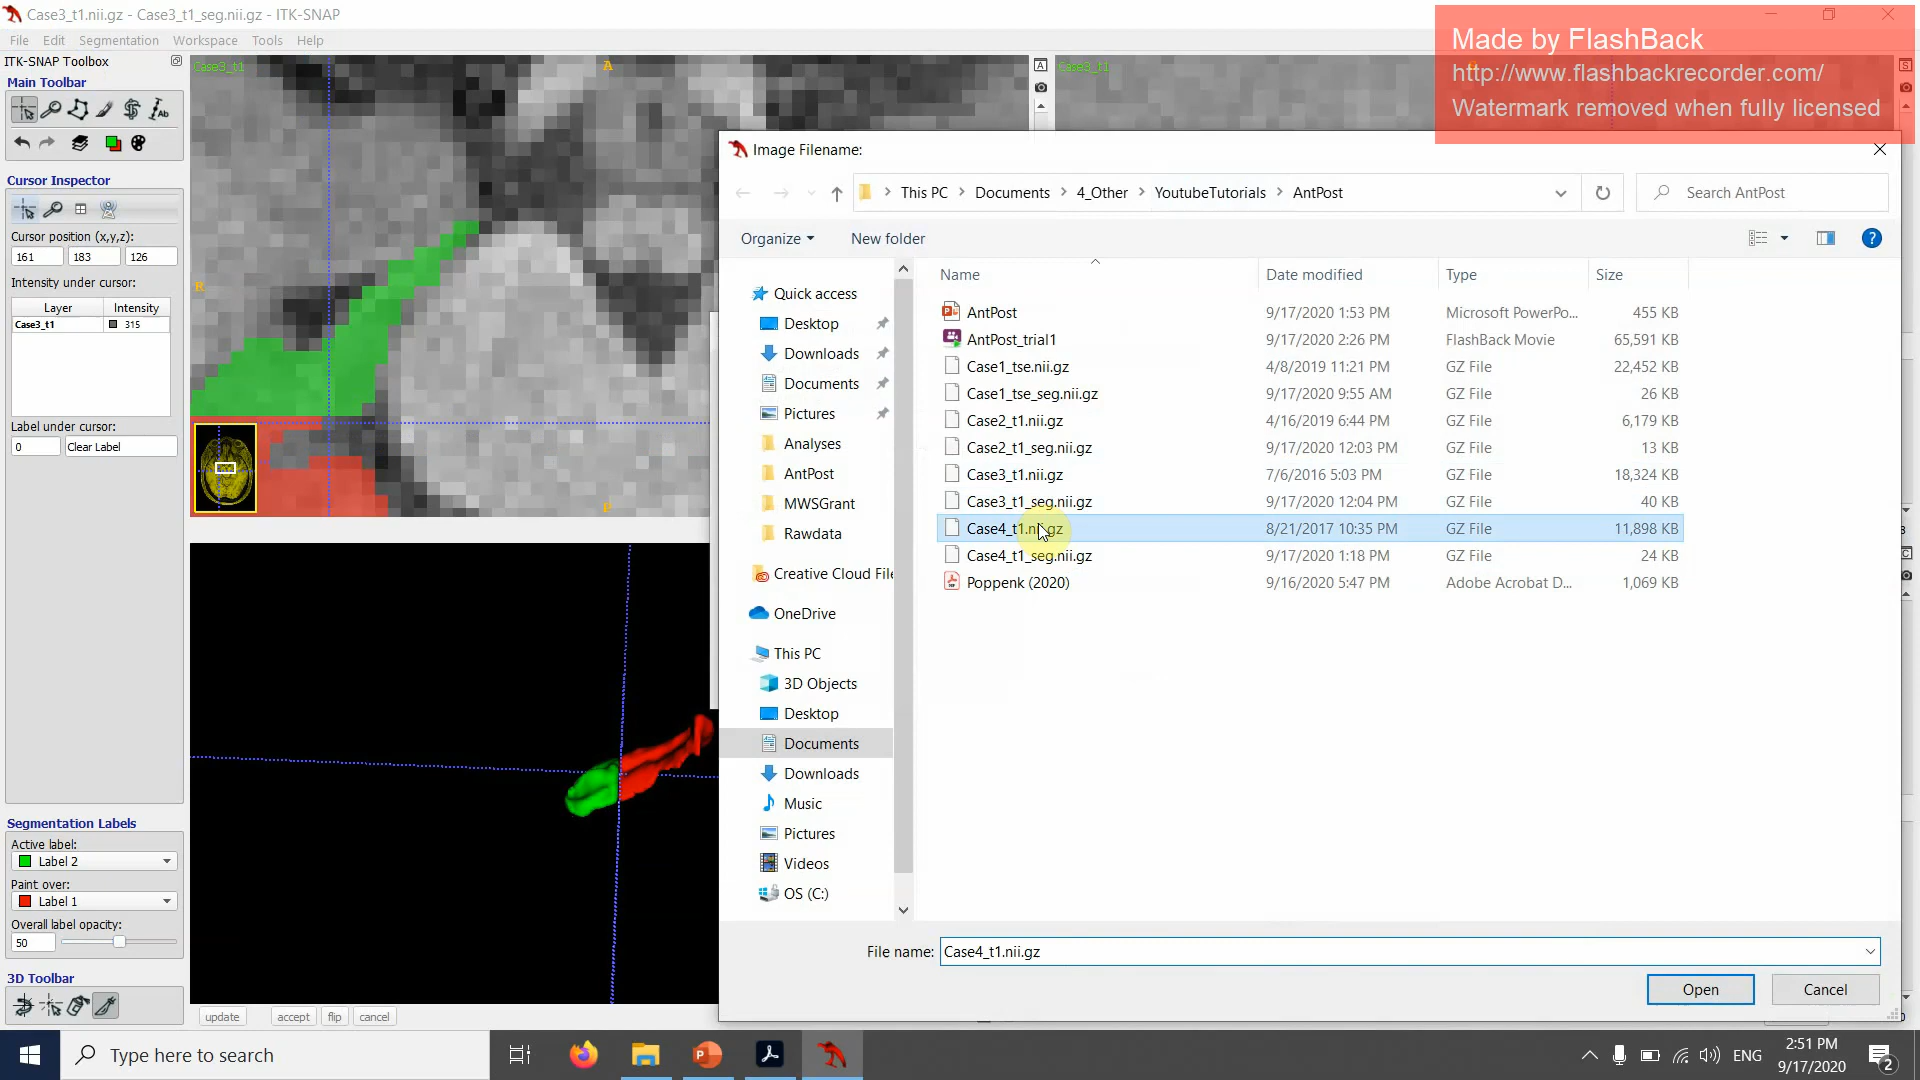 Case3_t1.nii.gz - Case3_t1_seg.nii.gz - ITK-SNAP
File Edit Segmentation Workspace Tools Help
Made by FlashBack
http://www.flashbackrecorder.com/
Watermark removed when fully licensed
ITK-SNAP Toolbox
Main Toolbar
Cursor Inspector
Cursor position (x,y,z):
161 183 126
Intensity under cursor:
Layer Intensity
Case3_t1 315
Label under cursor:
0 Clear Label
Segmentation Labels
Active label:
Label 2
Paint over:
Label 1
Overall label opacity:
50
3D Toolbar
Case3_t1
A
R
P
Case3_t1
A
S
C
update accept flip cancel
Image Filename:
This PC Documents 4_Other YoutubeTutorials AntPost
Search AntPost
Organize New folder
Quick access
Desktop
Downloads
Documents
Pictures
Analyses
AntPost
MWSGrant
Rawdata
Creative Cloud File
OneDrive
This PC
3D Objects
Desktop
Documents
Downloads
Music
Pictures
Videos
OS (C:)
Name Date modified Type Size
AntPost 9/17/2020 1:53 PM Microsoft PowerPo... 455 KB
AntPost_trial1 9/17/2020 2:26 PM FlashBack Movie 65,591 KB
Case1_tse.nii.gz 4/8/2019 11:21 PM GZ File 22,452 KB
Case1_tse_seg.nii.gz 9/17/2020 9:55 AM GZ File 26 KB
Case2_t1.nii.gz 4/16/2019 6:44 PM GZ File 6,179 KB
Case2_t1_seg.nii.gz 9/17/2020 12:03 PM GZ File 13 KB
Case3_t1.nii.gz 7/6/2016 5:03 PM GZ File 18,324 KB
Case3_t1_seg.nii.gz 9/17/2020 12:04 PM GZ File 40 KB
Case4_t1.nii.gz 8/21/2017 10:35 PM GZ File 11,898 KB
Case4_t1_seg.nii.gz 9/17/2020 1:18 PM GZ File 24 KB
Poppenk (2020) 9/16/2020 5:47 PM Adobe Acrobat D... 1,069 KB
File name: Case4_t1.nii.gz
Open Cancel
Type here to search
ENG
2:51 PM
9/17/2020
2